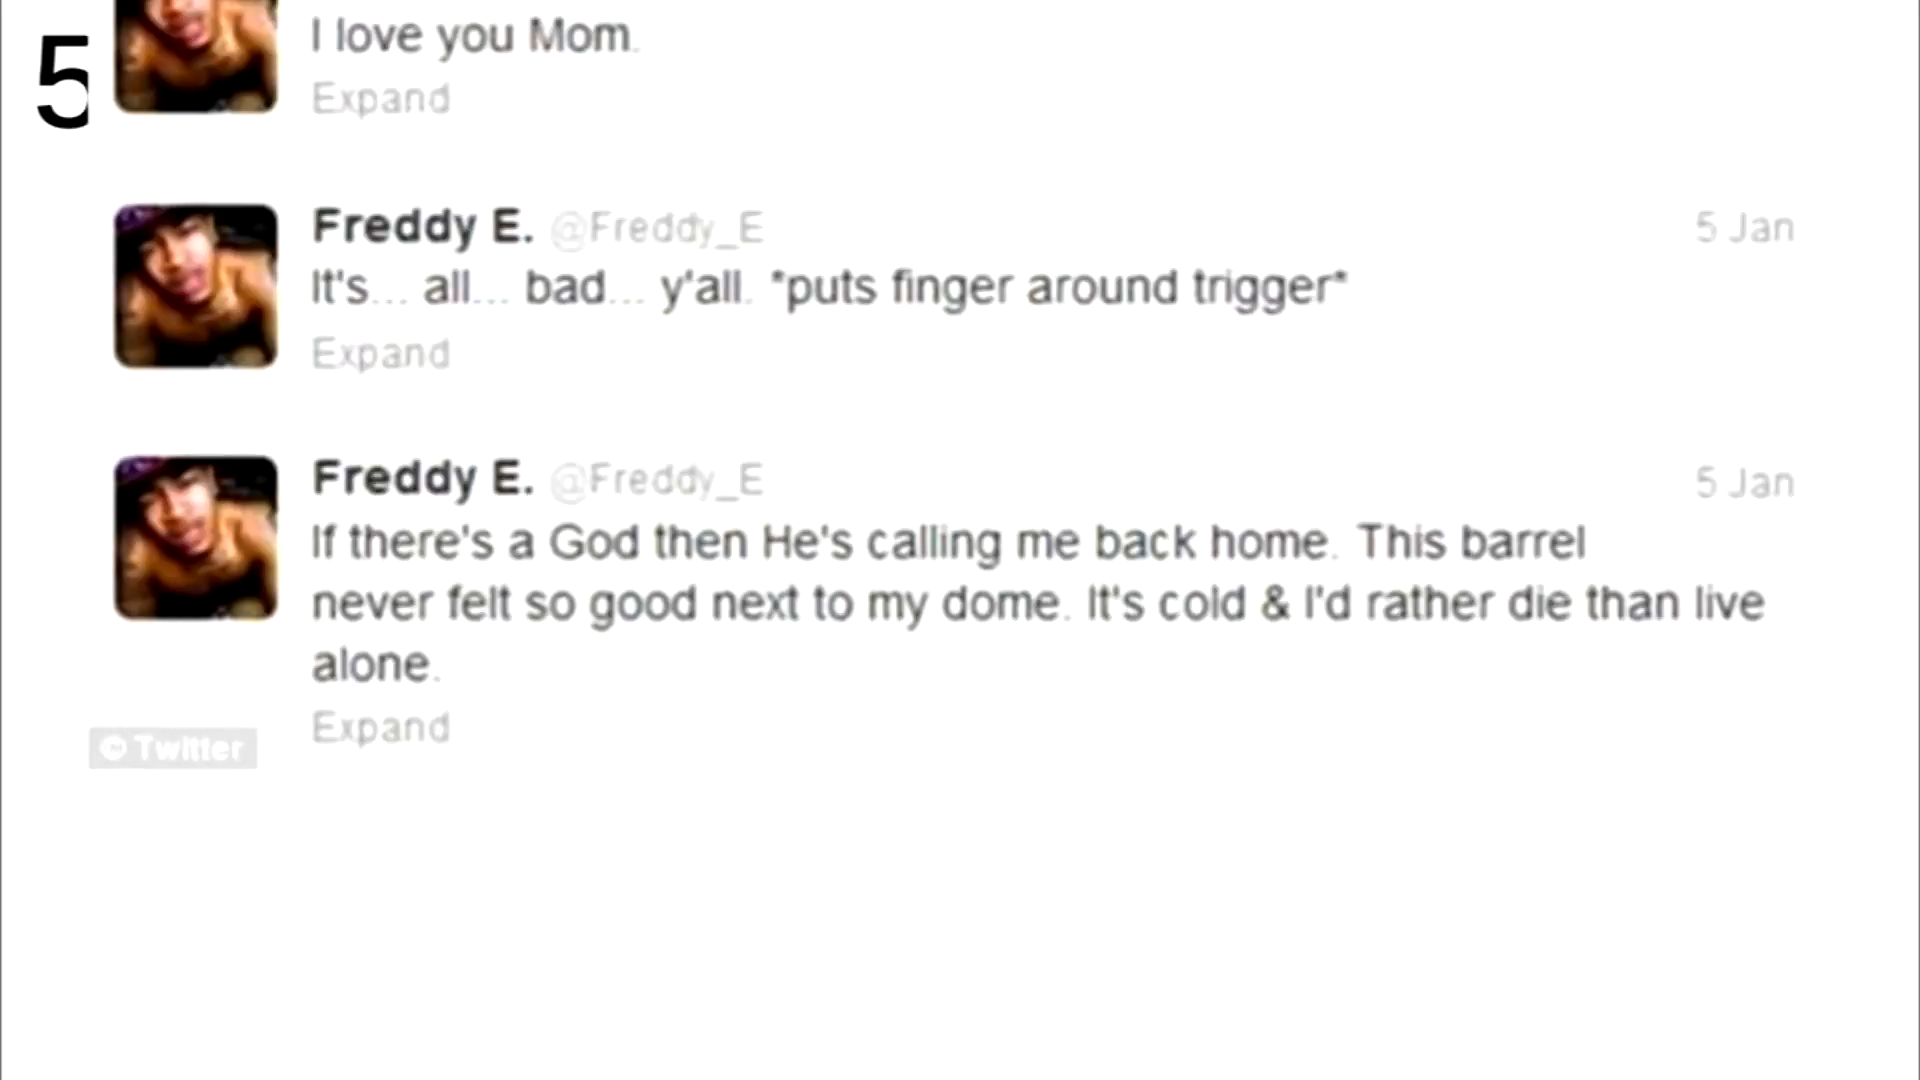 5
I love you Mom.
Expand
Freddy E. @Freddy_E 5 Jan
It's... all... bad... y'all. *puts finger around trigger*
Expand
Freddy E. @Freddy_E 5 Jan
If there's a God then He's calling me back home. This barrel
never felt so good next to my dome. It's cold & I'd rather die than live
alone.
Expand
© Twitter